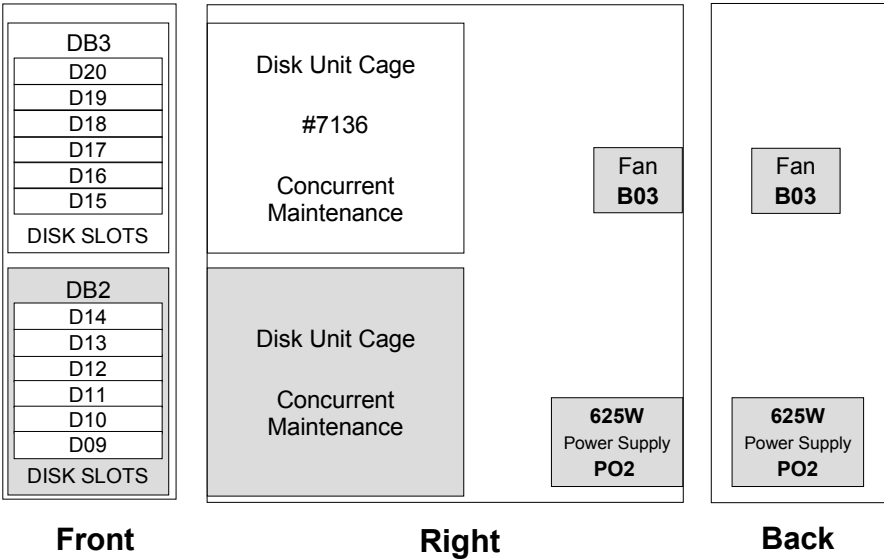 DB3
D20
D19
D18
D17
D16
D15
DISK SLOTS
DB2
D14
D13
D12
D11
D10
D09
DISK SLOTS
Front
Disk Unit Cage
#7136
Concurrent
Maintenance
Fan
B03
Disk Unit Cage
Concurrent
Maintenance
625W
Power Supply
PO2
Right
Fan
B03
625W
Power Supply
PO2
Back